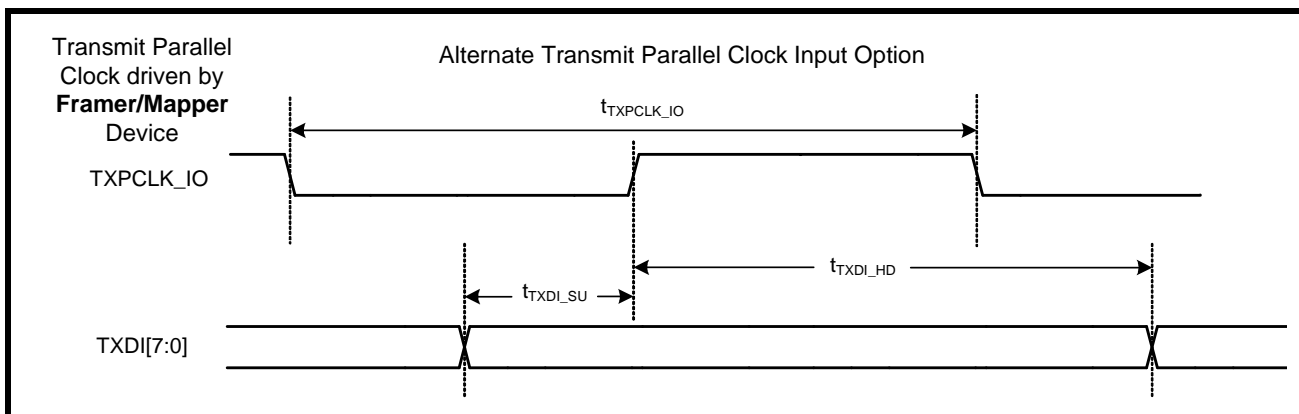 Transmit Parallel
Clock driven by
Framer/Mapper
Device
Alternate Transmit Parallel Clock Input Option
tTXPCLK_IO
TXPCLK_IO
tTXDI_HD
tTXDI_SU
TXDI[7:0]